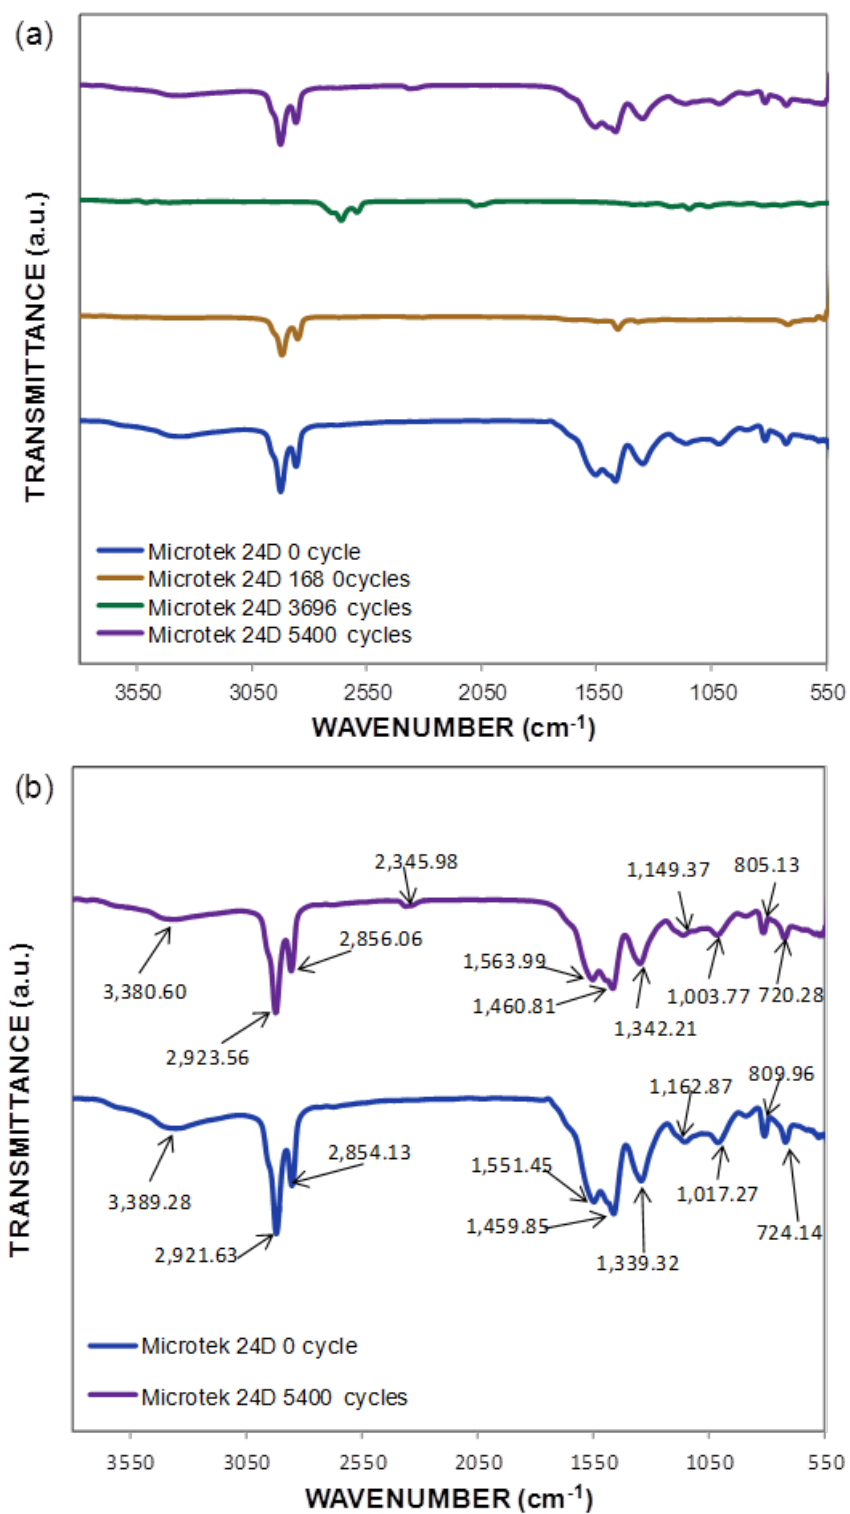 (a)
TRANSMITTANCE (a.u.)
Microtek 24D 0 cycle
Microtek 24D 168 0cycles
Microtek 24D 3696 cycles
Microtek 24D 5400 cycles
3550 3050 2550 2050 1550 1050 550
WAVENUMBER (cm-1)
(b)
TRANSMITTANCE (a.u.)
2,345.98
1,149.37
805.13
2,856.06
1,563.99
3,380.60
1,460.81
1,003.77
720.28
1,342.21
2,923.56
1,162.87
809.96
2,854.13
1,551.45
3,389.28
1,017.27
1,459.85
724.14
2,921.63
1,339.32
Microtek 24D 0 cycle
Microtek 24D 5400 cycles
3550 3050 2550 2050 1550 1050 550
WAVENUMBER (cm-1)